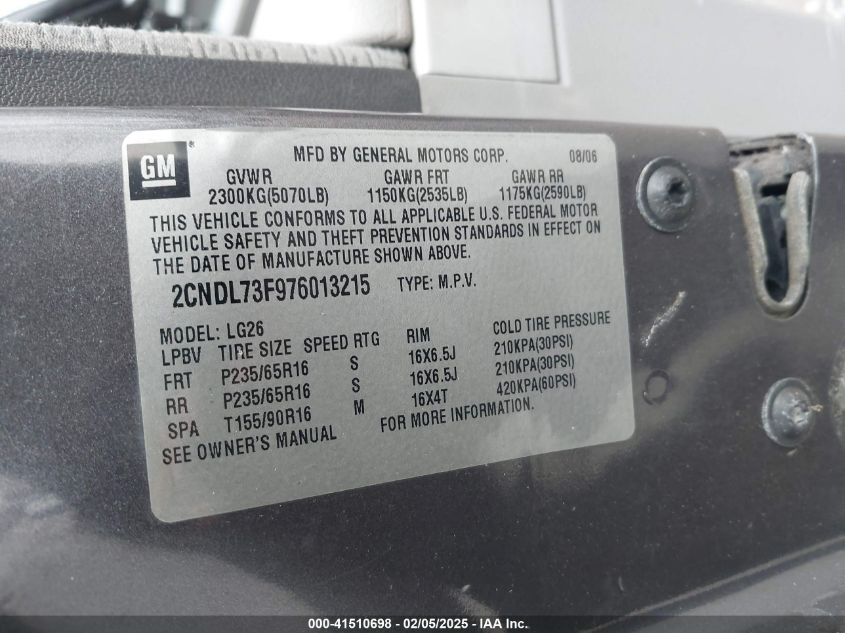 GM
MFD BY GENERAL MOTORS CORP. 08/06
GVWR GAWR FRT GAWR RR
2300KG(5070LB) 1150KG(2535LB) 1175KG(2590LB)
THIS VEHICLE CONFORMS TO ALL APPLICABLE U.S. FEDERAL MOTOR
VEHICLE SAFETY AND THEFT PREVENTION STANDARDS IN EFFECT ON
THE DATE OF MANUFACTURE SHOWN ABOVE.
2CNDL73F976013215 TYPE: M.P.V.
MODEL: LG26
LPBV TIRE SIZE SPEED RTG RIM COLD TIRE PRESSURE
FRT P235/65R16 S 16X6.5J 210KPA(30PSI)
RR P235/65R16 S 16X6.5J 210KPA(30PSI)
SPA T155/90R16 M 16X4T 420KPA(60PSI)
SEE OWNER'S MANUAL FOR MORE INFORMATION.
000-41510698 - 02/05/2025 - IAA Inc.